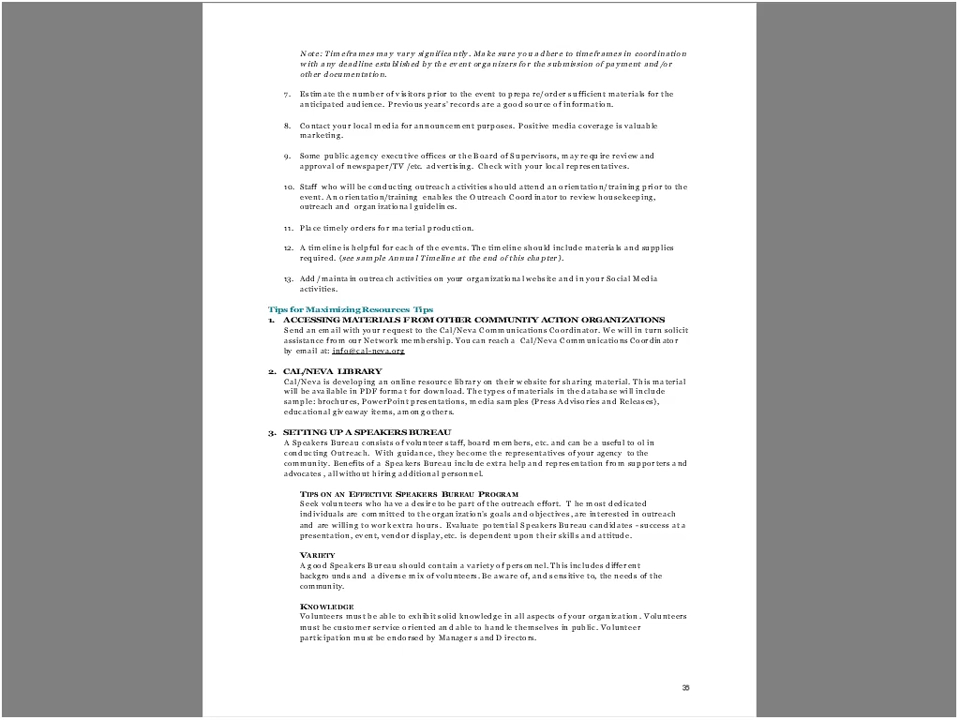 Note: Timeframes may vary significantly. Make sure you adhere to timeframes in coordination
with any deadline established by the event organizers for the submission of payment and/or
other documentation.
7. Estimate the number of visitors prior to the event to prepare/order sufficient materials for the
anticipated audience. Previous years' records are a good source of information.
8. Contact your local media for announcement purposes. Positive media coverage is valuable
marketing.
9. Some public agency executive offices or the Board of Supervisors, may require review and
approval of newspaper/TV/etc. advertising. Check with your local representatives.
10. Staff who will be conducting outreach activities should attend an orientation/training prior to the
event. An orientation/training enables the Outreach Coordinator to review housekeeping,
outreach and organizational guidelines.
11. Place timely orders for material production.
12. A timeline is helpful for each of the events. The timeline should include materials and supplies
required. (see sample Annual Timeline at the end of this chapter).
13. Add/maintain outreach activities on your organizational website and in your Social Media
activities.
Tips for Maximizing Resources Tips
1. ACCESSING MATERIALS FROM OTHER COMMUNITY ACTION ORGANIZATIONS
Send an email with your request to the Cal/Neva Communications Coordinator. We will in turn solicit
assistance from our Network membership. You can reach a Cal/Neva Communications Coordinator
by email at: info@cal-neva.org
2. CAL/NEVA LIBRARY
Cal/Neva is developing an online resource library on their website for sharing material. This material
will be available in PDF format for download. The types of materials in the database will include
sample: brochures, PowerPoint presentations, media samples (Press Advisories and Releases),
educational giveaway items, among others.
3. SETTING UP A SPEAKERS BUREAU
A Speakers Bureau consists of volunteer staff, board members, etc. and can be a useful tool in
conducting Outreach. With guidance, they become the representatives of your agency to the
community. Benefits of a Speakers Bureau include extra help and representation from supporters and
advocates, all without hiring additional personnel.
TIPS ON AN EFFECTIVE SPEAKERS BUREAU PROGRAM
Seek volunteers who have a desire to be part of the outreach effort. The most dedicated
individuals are committed to the organization's goals and objectives, are interested in outreach
and are willing to work extra hours. Evaluate potential Speakers Bureau candidates - success at a
presentation, event, vendor display, etc. is dependent upon their skills and attitude.
VARIETY
A good Speakers Bureau should contain a variety of personnel. This includes different
backgrounds and a diverse mix of volunteers. Be aware of, and sensitive to, the needs of the
community.
KNOWLEDGE
Volunteers must be able to exhibit solid knowledge in all aspects of your organization. Volunteers
must be customer service oriented and able to handle themselves in public. Volunteer
participation must be endorsed by Managers and Directors.
35